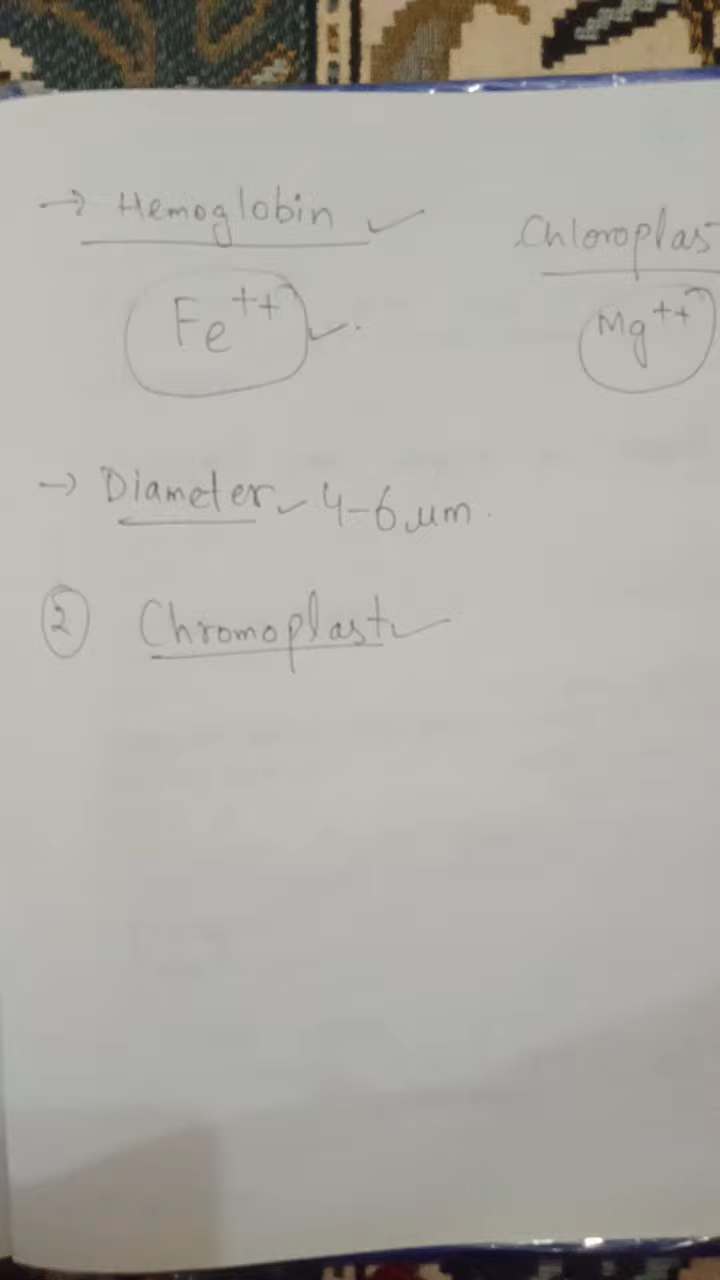 → Hemoglobin ✓ Chloroplas
Fe++ ✓ Mg++
→ Diameter ✓ 4-6 μm.
② Chromoplast ✓